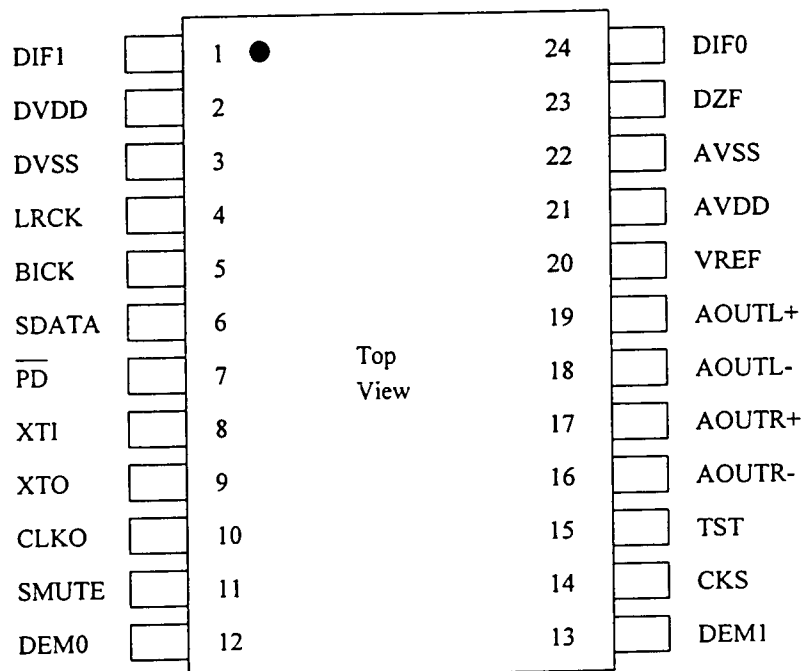 DIF1 1 24 DIF0
DVDD 2 23 DZF
DVSS 3 22 AVSS
LRCK 4 21 AVDD
BICK 5 20 VREF
SDATA 6 19 AOUTL+
PD 7 18 AOUTL-
XTI 8 17 AOUTR+
XTO 9 16 AOUTR-
CLKO 10 15 TST
SMUTE 11 14 CKS
DEM0 12 13 DEM1
Top
View